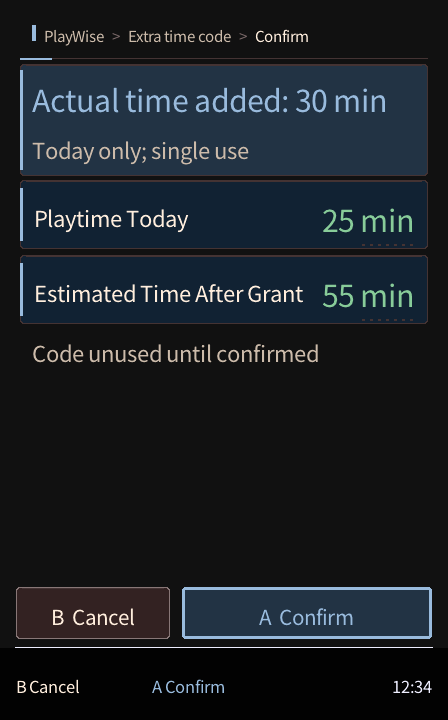 PlayWise > Extra time code > Confirm
Actual time added: 30 min
Today only; single use
Playtime Today 25 min
Estimated Time After Grant 55 min
Code unused until confirmed
B Cancel A Confirm
B Cancel A Confirm 12:34